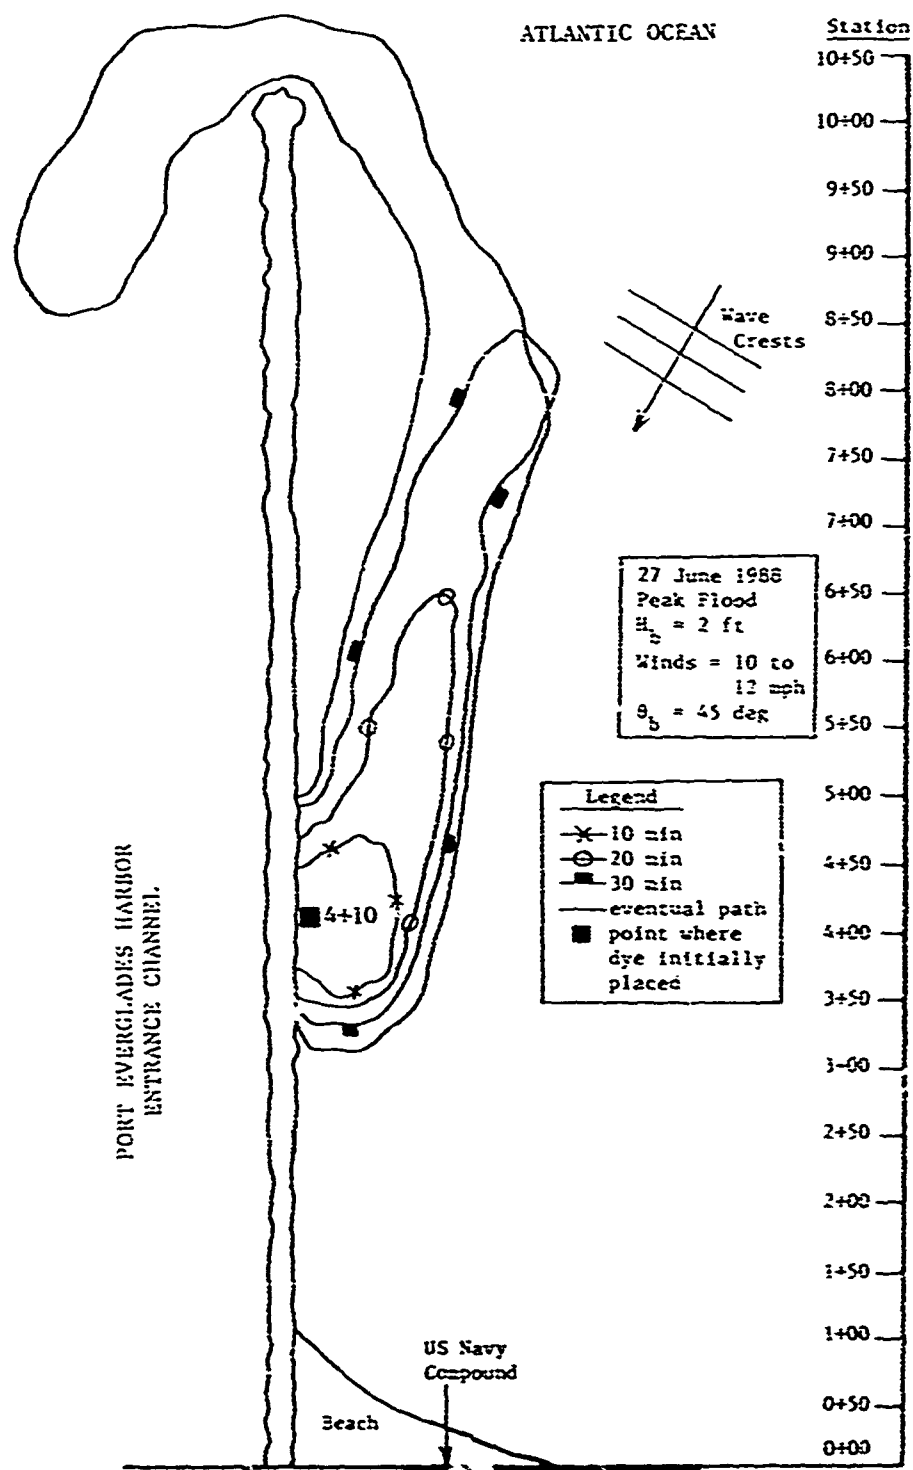 ATLANTIC OCEAN
Station
10+50
10+00
9+50
9+00
8+50
8+00
7+50
7+00
6+50
6+00
5+50
5+00
4+50
4+00
3+50
3+00
2+50
2+00
1+50
1+00
0+50
0+00
Wave
Crests
27 June 1988
Peak Flood
H_b = 2 ft
Winds = 10 to
12 mph
θ_b = 45 deg
Legend
10 min
20 min
30 min
eventual path
point where
dye initially
placed
4+10
PORT EVERGLADES HARBOR
ENTRANCE CHANNEL
US Navy
Compound
Beach